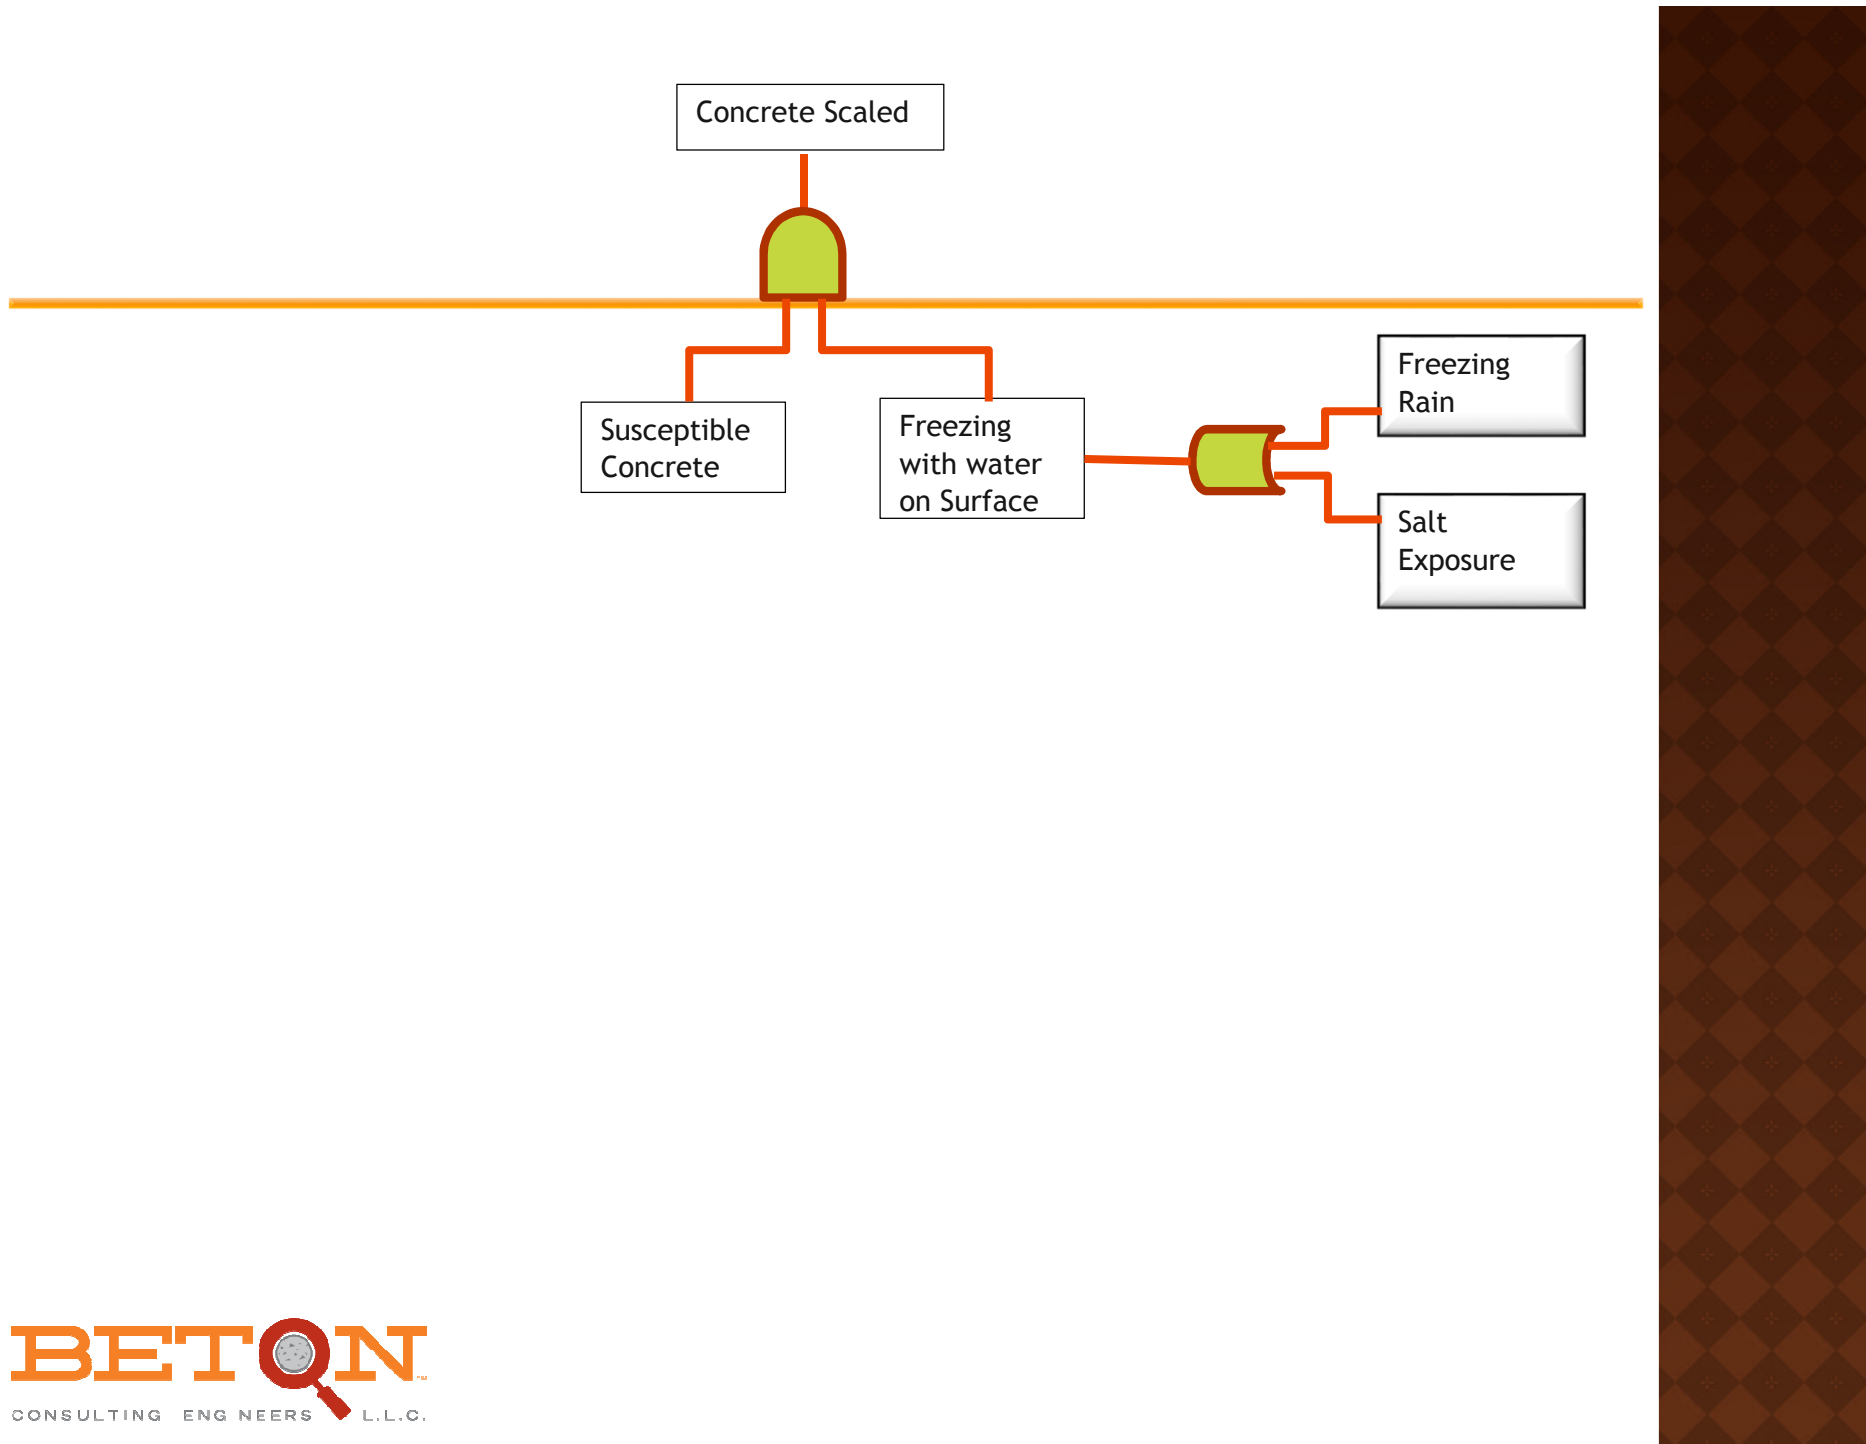 Concrete Scaled
Susceptible
Concrete
Freezing
with water
on Surface
Freezing
Rain
Salt
Exposure
BETON
CONSULTING ENG NEERS L.L.C.